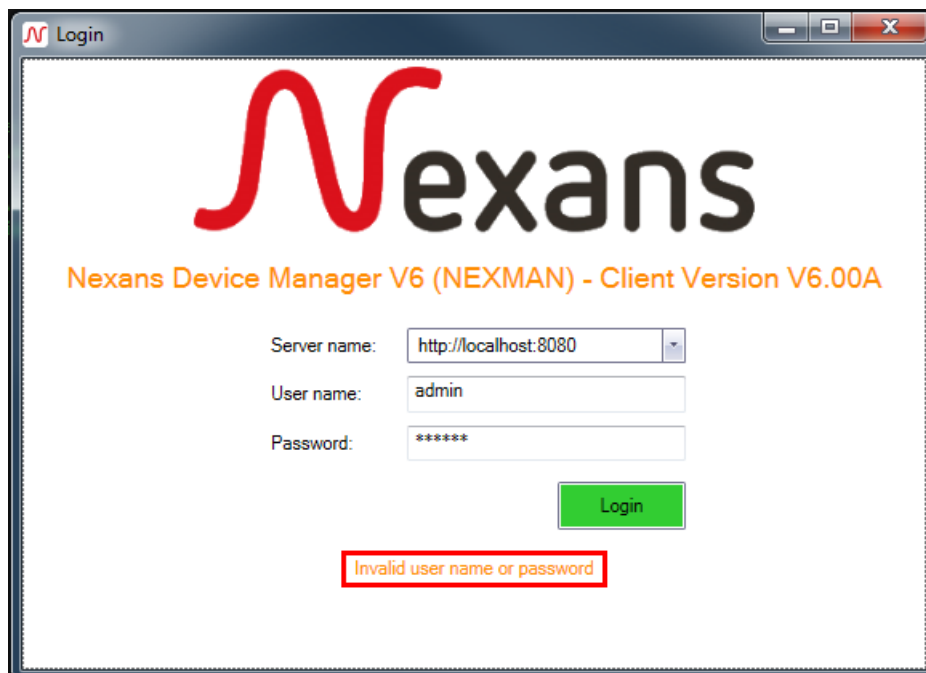 Login
Nexans
Nexans Device Manager V6 (NEXMAN) - Client Version V6.00A
Server name: http://localhost:8080
User name: admin
Password: ******
Login
Invalid user name or password